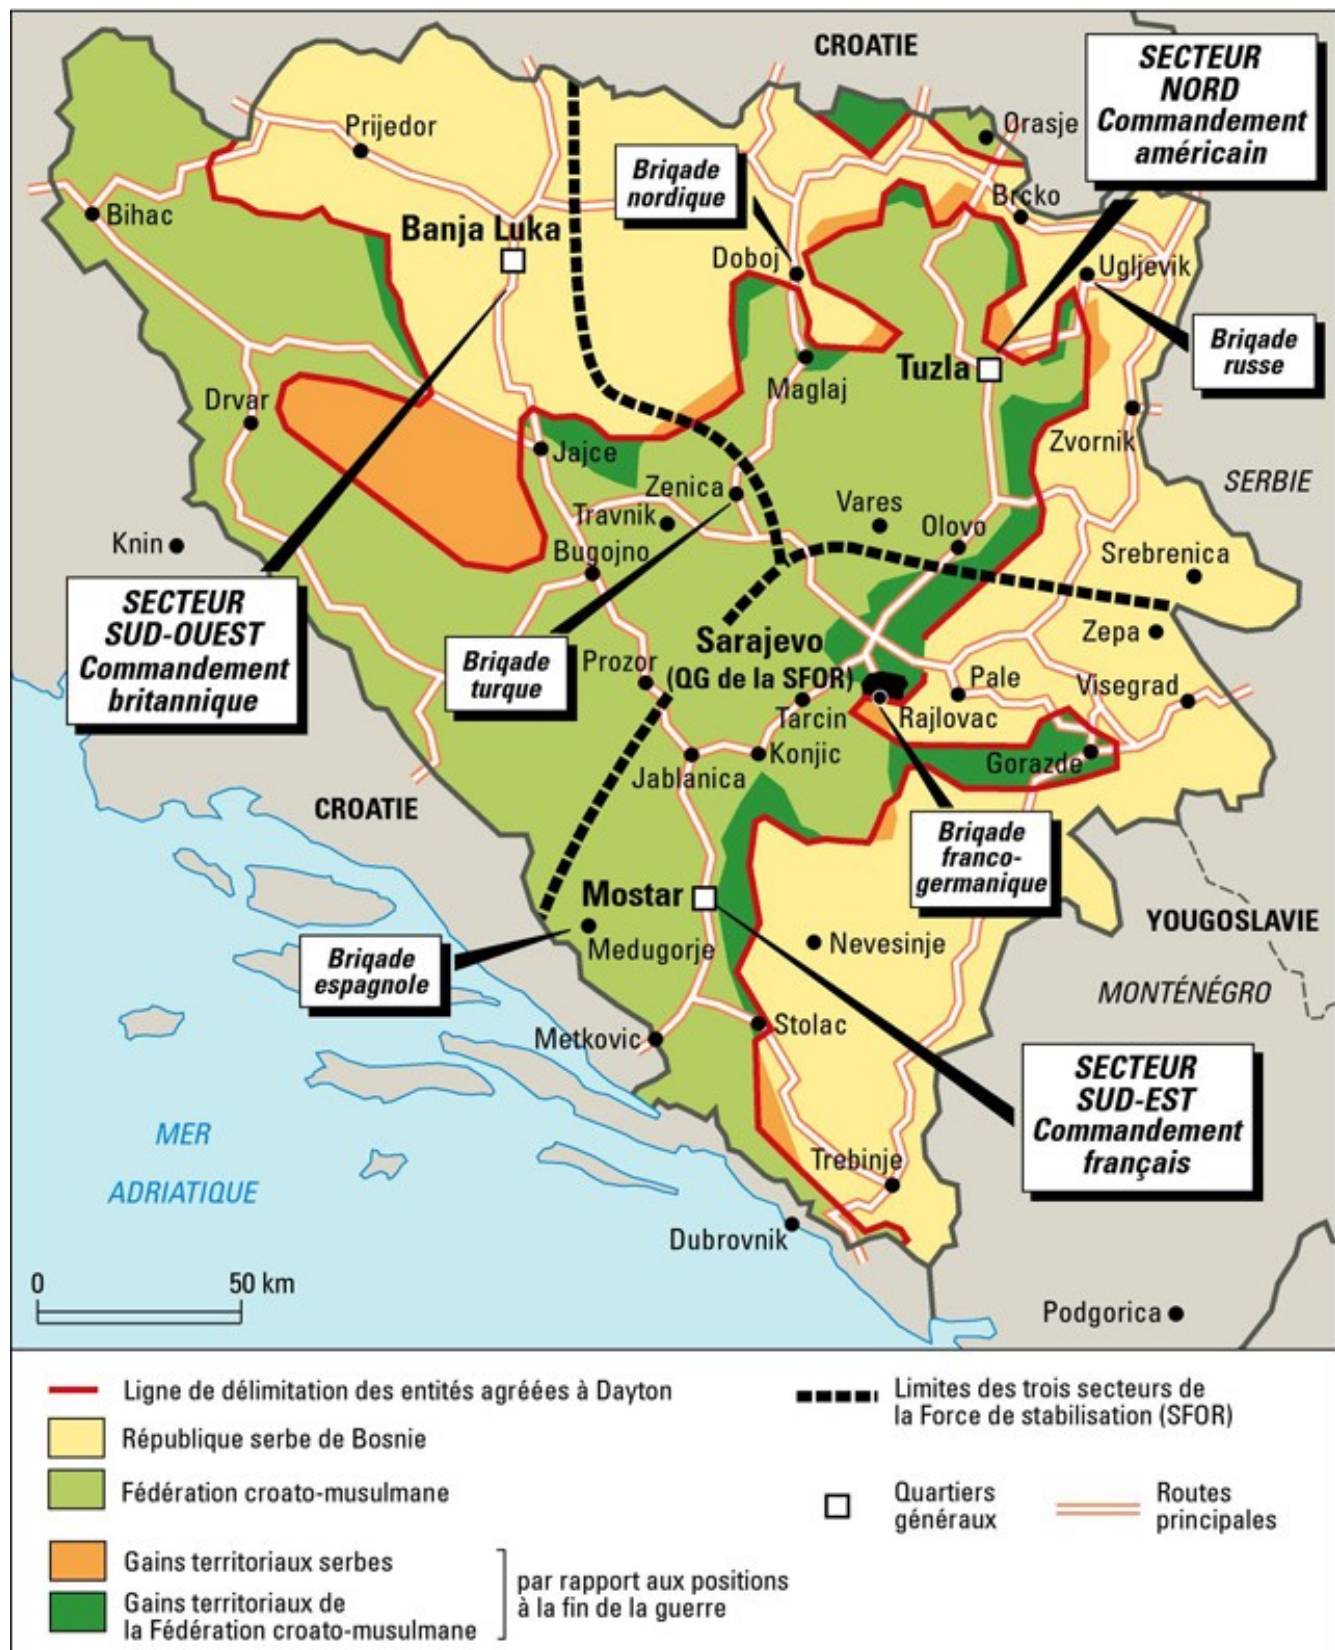 CROATIE
SECTEUR
NORD
Commandement
américain
Orasje
Prijedor
Briqade
nordique
Brcko
Bihac
Banja Luka
Doboj
Ugljevik
Briqade
russe
Tuzla
Maglaj
Drvar
Zvornik
Jajce
SERBIE
Zenica
Vares
Travnik
Olovo
Knin
Bugojno
Srebrenica
SECTEUR
SUD-OUEST
Commandement
britannique
Briqade
turque
Sarajevo
(QG de la SFOR)
Zepa
Prozor
Pale
Visegrad
Tarcin
Rajlovac
Jablanica
Konjic
Gorazde
CROATIE
Briqade
franco-
germanique
Mostar
YOUGOSLAVIE
Medugorje
Nevesinje
Briqade
espagnole
MONTÉNÉGRO
Stolac
Metkovic
SECTEUR
SUD-EST
Commandement
français
MER
ADRIATIQUE
Trebinje
Dubrovnik
0 50 km
Podgorica
Ligne de délimitation des entités agréées à Dayton
République serbe de Bosnie
Fédération croato-musulmane
Gains territoriaux serbes
Gains territoriaux de
la Fédération croato-musulmane
par rapport aux positions
à la fin de la guerre
Limites des trois secteurs de
la Force de stabilisation (SFOR)
Quartiers
généraux
Routes
principales